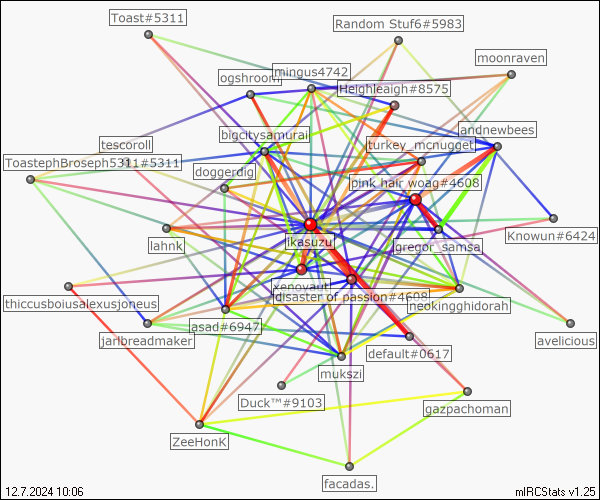 Toast#5311
Random Stuf6#5983
moonraven
mingus4742
ogshroom
Heighleaigh#8575
andnewbees
bigcitysamurai
turkey_mcnugget
tescoroll
ToastephBroseph5311#5311
doggerdig
pink hair woag#4608
Knowun#6424
ikasuzu
gregor_samsa
lahnk
xenovauh
disaster of passion#4608
neokingghidorah
thiccusboiusalexusjoneus
asad#6947
jarlbreadmaker
avelicious
default#0617
mukszi
Duck™#9103
gazpachoman
ZeeHonK
facadas.
12.7.2024 10:06
mIRCStats v1.25